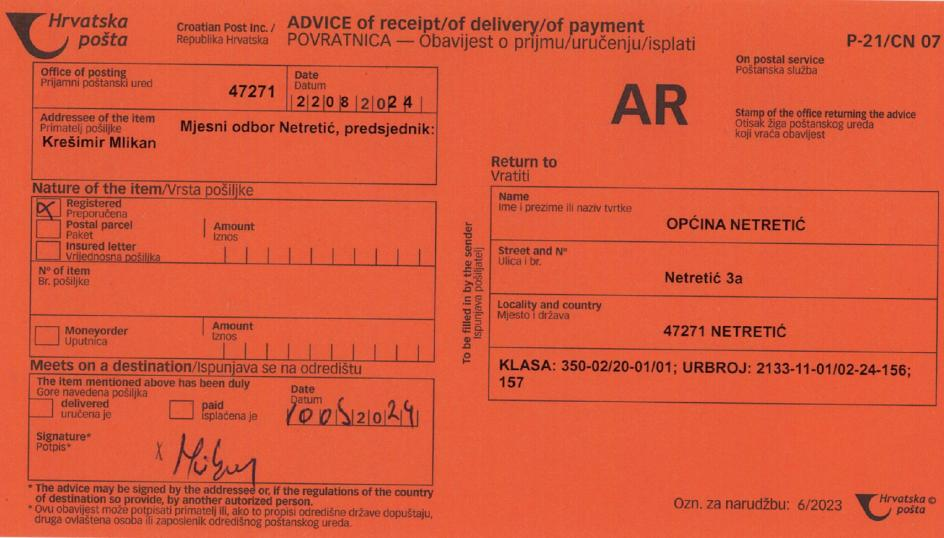 Hrvatska
pošta
Croatian Post Inc. /
Republika Hrvatska
ADVICE of receipt/of delivery/of payment
POVRATNICA — Obavijest o prijmu/uručenju/isplati
P-21/CN 07
Office of posting
Prijamni poštanski ured
47271
Date
Datum
22082024
Addressee of the item
Primatelj pošiljke
Mjesni odbor Netretić, predsjednik:
Krešimir Mlikan
AR
On postal service
Poštanska služba
Stamp of the office returning the advice
Otisak žiga poštanskog ureda
koji vraća obavijest
Nature of the item/Vrsta pošiljke
Registered
Preporučena
Postal parcel
Paket
Insured letter
Vrijednosna pošiljka
Amount
Iznos
Nº of item
Br. pošiljke
Moneyorder
Uputnica
Amount
Iznos
Meets on a destination/Ispunjava se na odredištu
The item mentioned above has been duly
Gore navedena pošiljka
delivered
uručena je
paid
isplaćena je
Date
Datum
Signature*
Potpis*
X
* The advice may be signed by the addressee or, if the regulations of the country
of destination so provide, by another autorized person.
* Ovu obavijest može potpisati primatelj ili, ako to propisi odredišne države dopuštaju,
druga ovlaštena osoba ili zaposlenik odredišnog poštanskog ureda.
To be filled in by the sender
Ispunjava pošiljatelj
Return to
Vratiti
Name
Ime i prezime ili naziv tvrtke
OPĆINA NETRETIĆ
Street and Nº
Ulica i br.
Netretić 3a
Locality and country
Mjesto i država
47271 NETRETIĆ
KLASA: 350-02/20-01/01; URBROJ: 2133-11-01/02-24-156;
157
Ozn. za narudžbu: 6/2023
Hrvatska
pošta
©